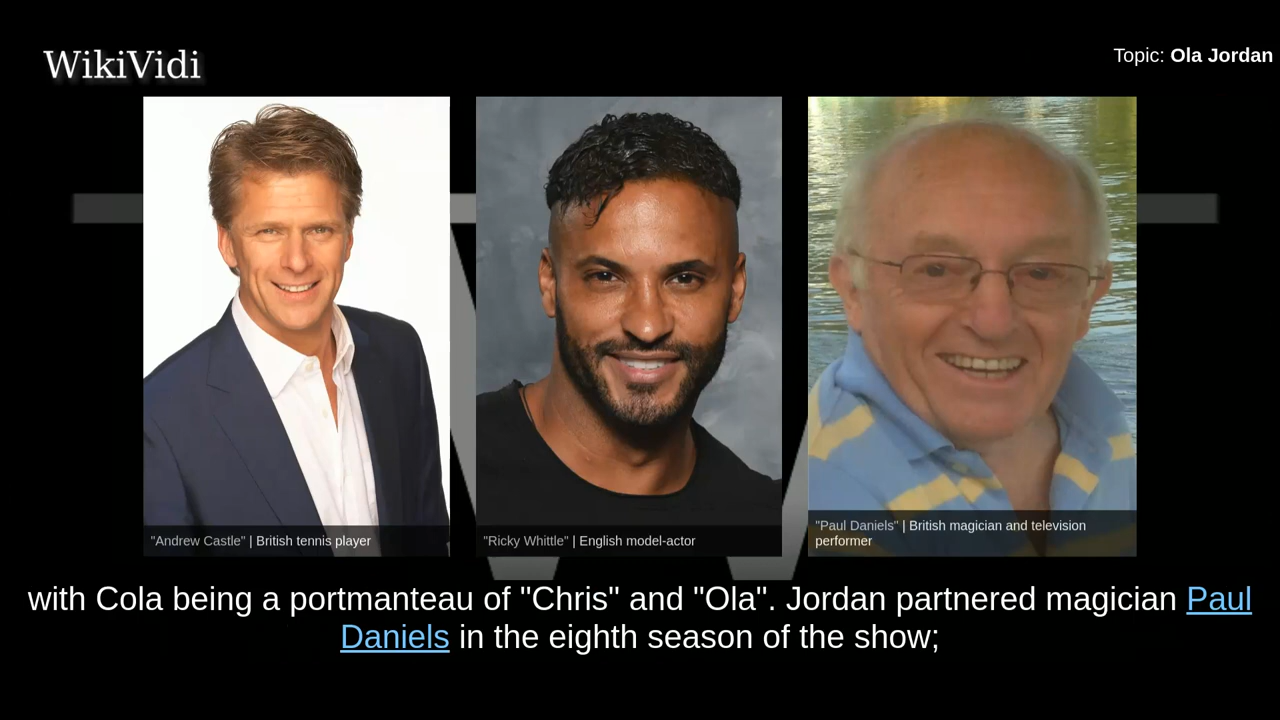 WikiVidi
Topic: Ola Jordan
"Andrew Castle" | British tennis player
"Ricky Whittle" | English model-actor
"Paul Daniels" | British magician and television
performer
with Cola being a portmanteau of "Chris" and "Ola". Jordan partnered magician Paul
Daniels in the eighth season of the show;